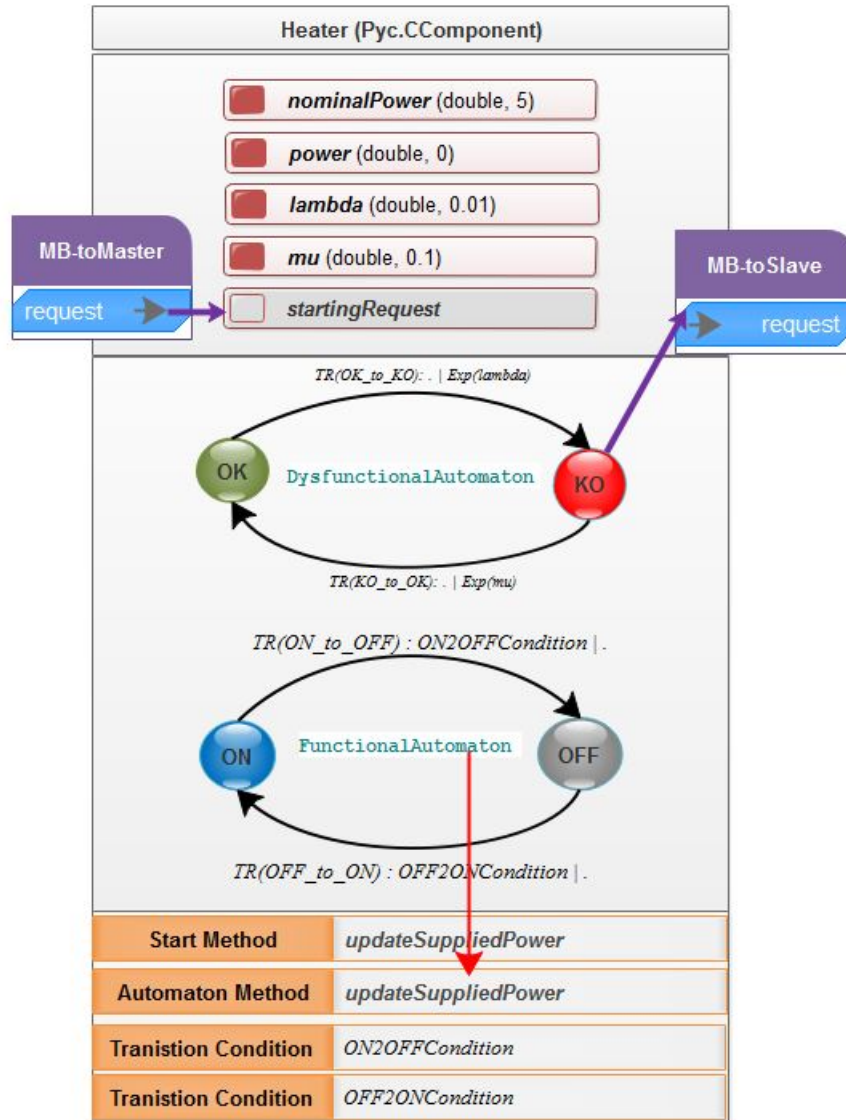 Heater (Pyc.CComponent)
nominalPower (double, 5)
power (double, 0)
lambda (double, 0.01)
mu (double, 0.1)
startingRequest
MB-toMaster
request
MB-toSlave
request
TR(OK_to_KO): . | Exp(lambda)
OK
DysfunctionalAutomaton
KO
TR(KO_to_OK): . | Exp(mu)
TR(ON_to_OFF) : ON2OFFCondition | .
ON
FunctionalAutomaton
OFF
TR(OFF_to_ON) : OFF2ONCondition | .
Start Method updateSuppliedPower
Automaton Method updateSuppliedPower
Tranistion Condition ON2OFFCondition
Tranistion Condition OFF2ONCondition